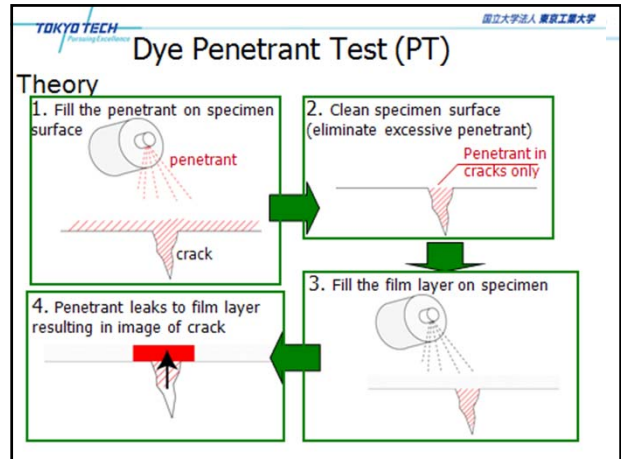 TOKYO TECH
Pursuing Excellence
国立大学法人 東京工業大学
Dye Penetrant Test (PT)
Theory
1. Fill the penetrant on specimen
surface
penetrant
crack
2. Clean specimen surface
(eliminate excessive penetrant)
Penetrant in
cracks only
3. Fill the film layer on specimen
4. Penetrant leaks to film layer
resulting in image of crack